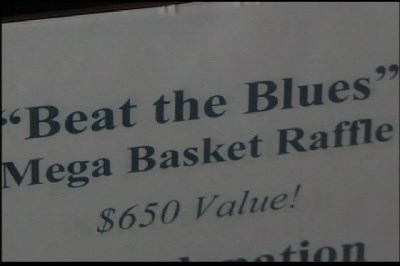 “Beat the Blues”
Mega Basket Raffle
$650 Value!